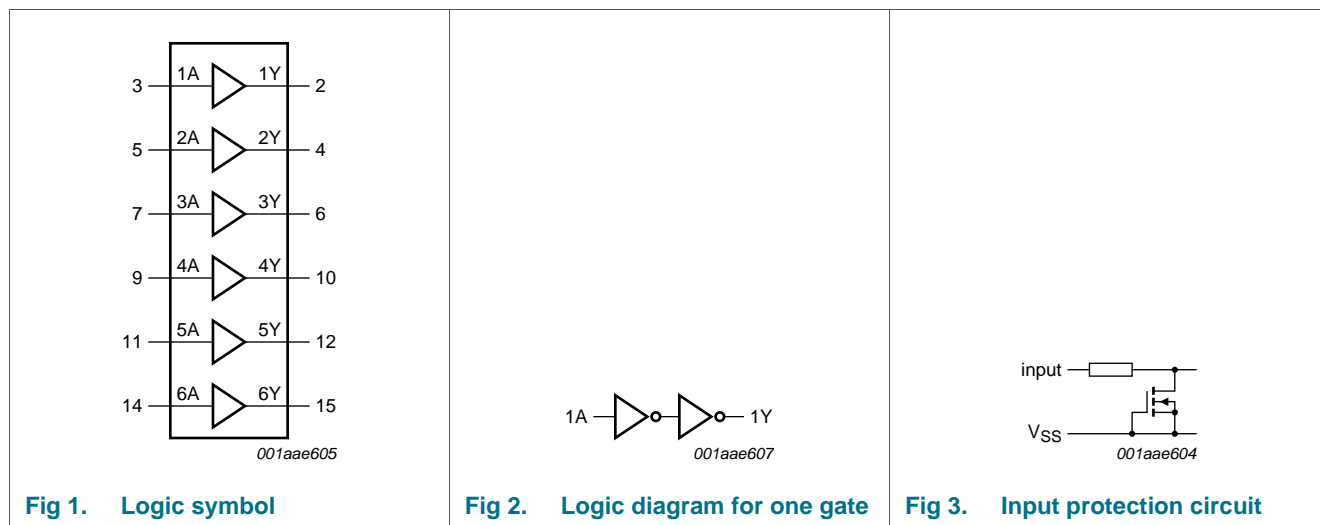 3 1A 1Y 2
5 2A 2Y 4
7 3A 3Y 6
9 4A 4Y 10
11 5A 5Y 12
14 6A 6Y 15
001aae605
Fig 1. Logic symbol
1A 1Y
001aae607
Fig 2. Logic diagram for one gate
input
VSS
001aae604
Fig 3. Input protection circuit